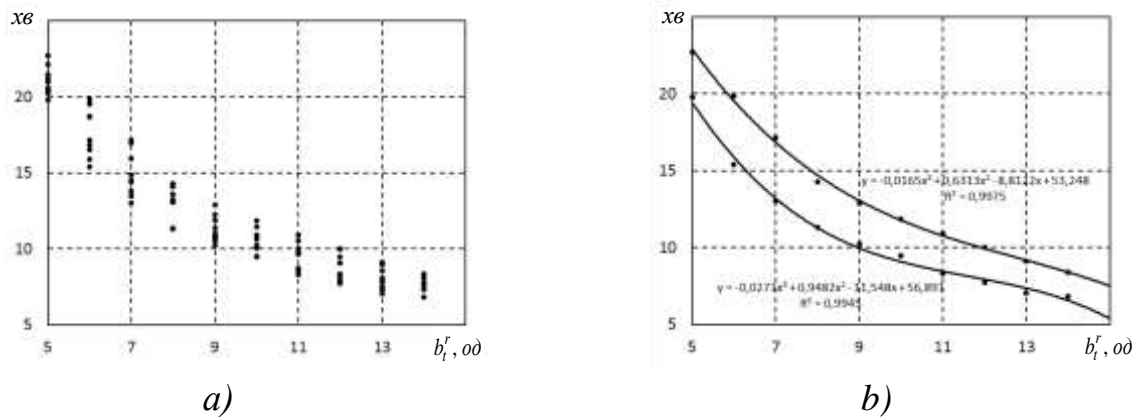 хв
20
15
10
5
5 7 9 11 13
b_t^r, од
a)
хв
20
15
10
5
y = -0,0165x³ + 0,6313x² - 8,8122x + 53,248
R² = 0,9975
y = -0,0271x³ + 0,9482x² - 11,548x + 56,891
R² = 0,9945
5 7 9 11 13
b_t^r, од
b)